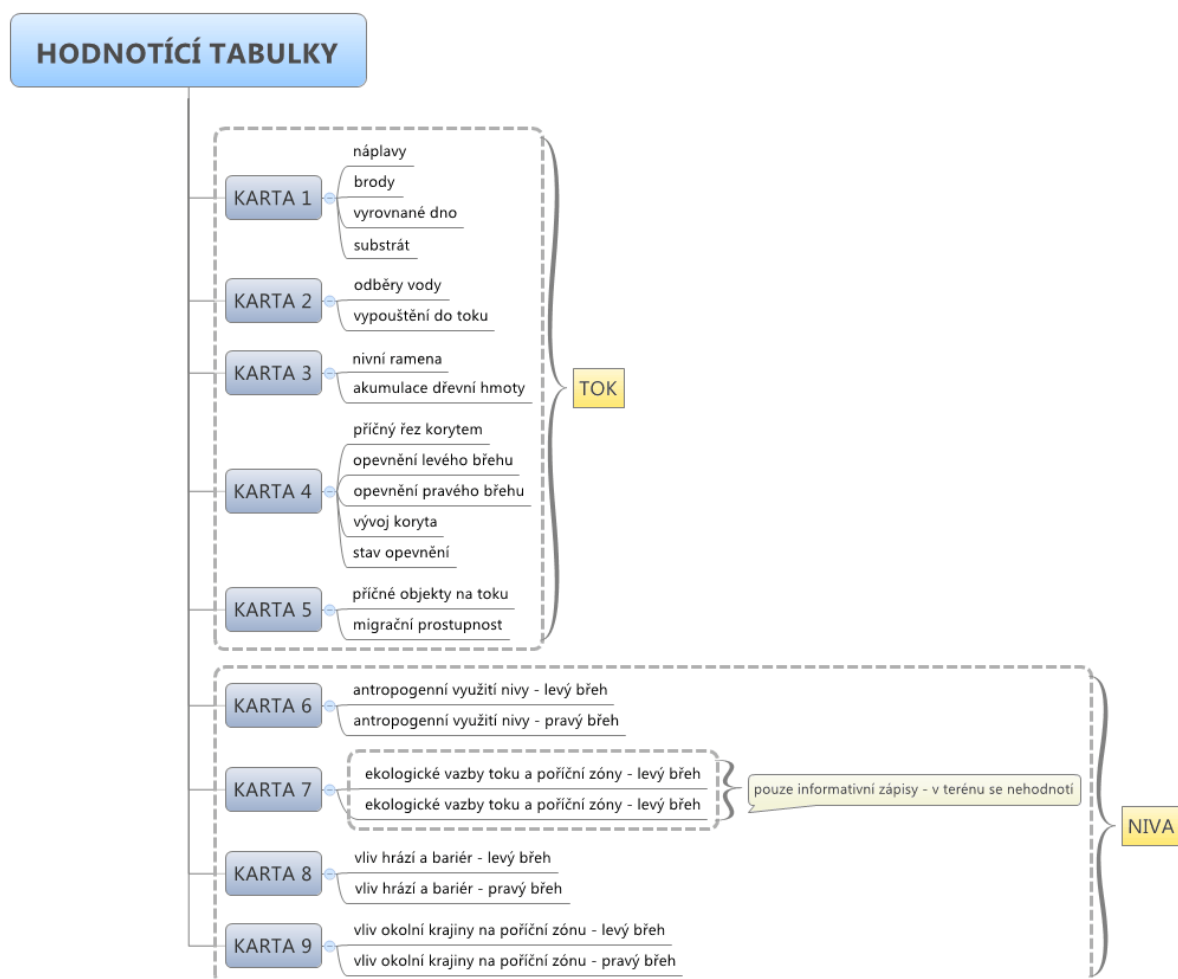 HODNOTÍCÍ TABULKY
KARTA 1
náplavy
brody
vyrovnané dno
substrát
KARTA 2
odběry vody
vypouštění do toku
KARTA 3
nivní ramena
akumulace dřevní hmoty
KARTA 4
příčný řez korytem
opevnění levého břehu
opevnění pravého břehu
vývoj koryta
stav opevnění
KARTA 5
příčné objekty na toku
migrační prostupnost
TOK
KARTA 6
antropogenní využití nivy - levý břeh
antropogenní využití nivy - pravý břeh
KARTA 7
ekologické vazby toku a poříční zóny - levý břeh
ekologické vazby toku a poříční zóny - levý břeh
pouze informativní zápisy - v terénu se nehodnotí
KARTA 8
vliv hrází a bariér - levý břeh
vliv hrází a bariér - pravý břeh
KARTA 9
vliv okolní krajiny na poříční zónu - levý břeh
vliv okolní krajiny na poříční zónu - pravý břeh
NIVA